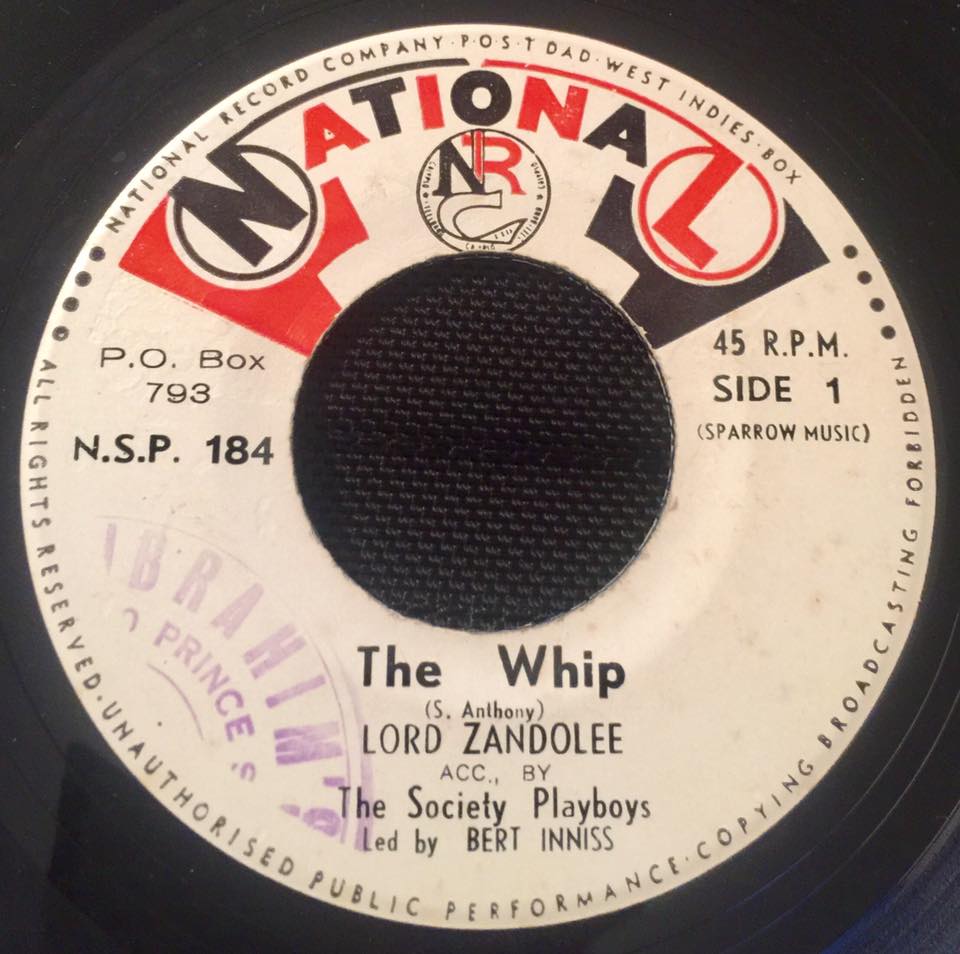 NATIONAL RECORD COMPANY·P·O·S·T DAD·WEST INDIES·BOX
NATIONAL
NRC
P.O. Box
793
N.S.P. 184
45 R.P.M.
SIDE 1
(SPARROW MUSIC)
IBRAHIM'S
PRINCE S
The Whip
(S. Anthony)
LORD ZANDOLEE
ACC., BY
The Society Playboys
Led by BERT INNISS
ALL RIGHTS RESERVED·UNAUTHORISED PUBLIC PERFORMANCE·COPYING BROADCASTING FORBIDDEN